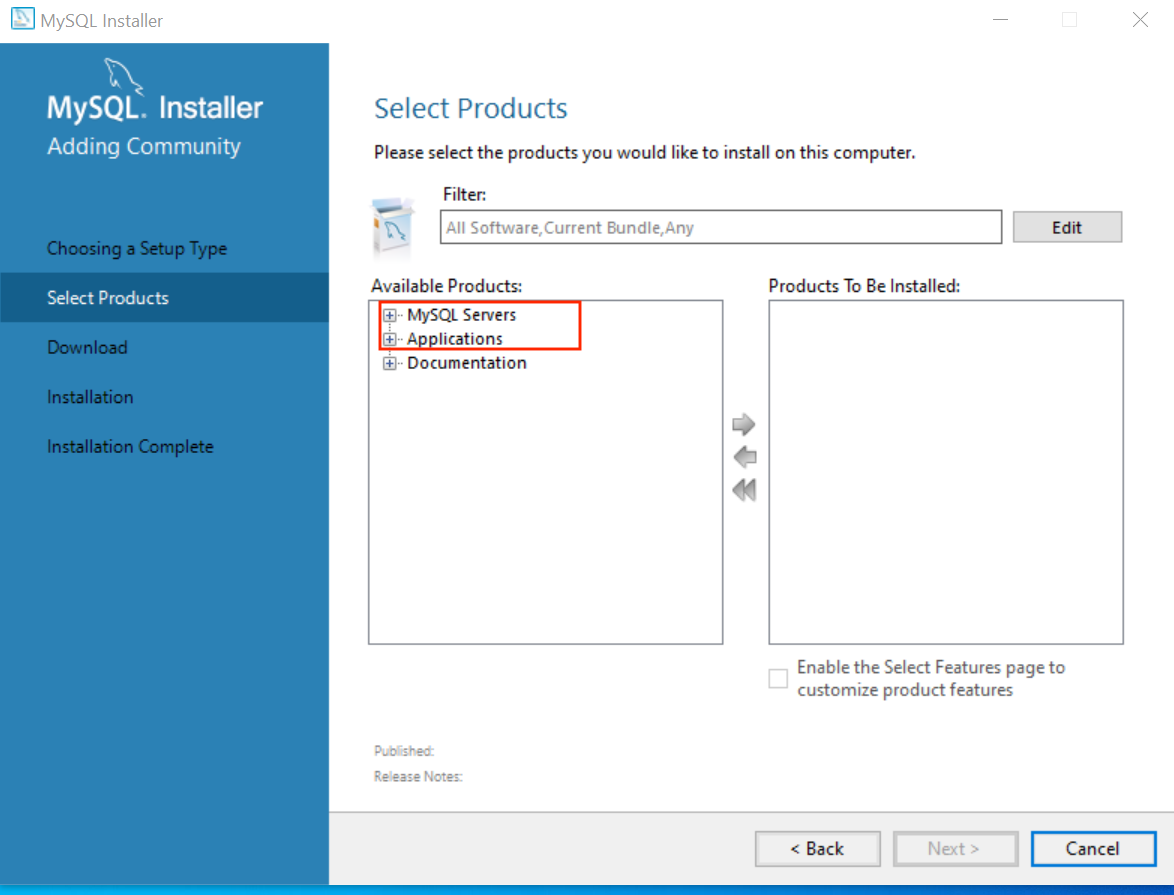 MySQL Installer
MySQL. Installer
Adding Community
Choosing a Setup Type
Select Products
Download
Installation
Installation Complete
Select Products
Please select the products you would like to install on this computer.
Filter:
All Software,Current Bundle,Any
Edit
Available Products:
MySQL Servers
Applications
Documentation
Products To Be Installed:
Enable the Select Features page to
customize product features
Published:
Release Notes:
< Back
Next >
Cancel